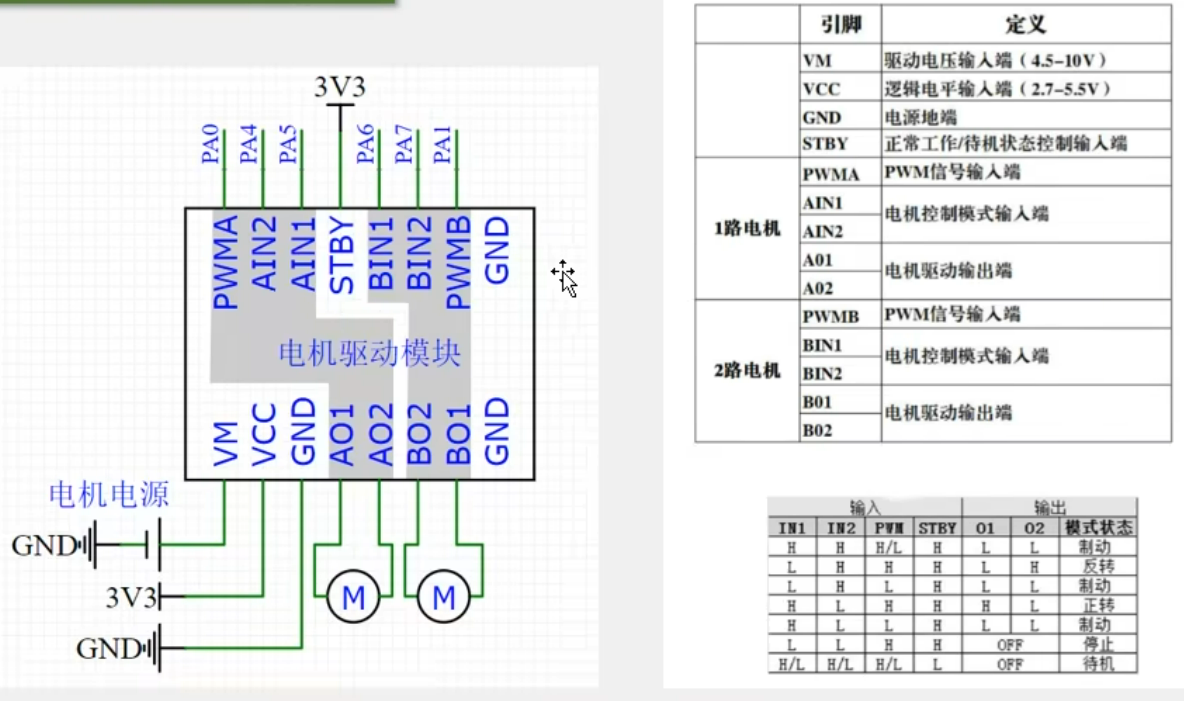 3V3
PA0 PA4 PA5 PA6 PA7 PA1
PWMA AIN2 AIN1 STBY BIN1 BIN2 PWMB GND
电机驱动模块
VM VCC GND AO1 AO2 BO2 BO1 GND
电机电源
GND
3V3 M M
GND
引脚 定义
VM 驱动电压输入端（4.5-10V）
VCC 逻辑电平输入端（2.7-5.5V）
GND 电源地端
STBY 正常工作/待机状态控制输入端
1路电机
PWMA PWM信号输入端
AIN1 电机控制模式输入端
AIN2
A01 电机驱动输出端
A02
2路电机
PWMB PWM信号输入端
BIN1 电机控制模式输入端
BIN2
B01 电机驱动输出端
B02
输入 输出
IN1 IN2 PWM STBY O1 O2 模式状态
H H H/L H L L 制动
L H H H L H 反转
L H L H L L 制动
H L H H H L 正转
H L L H L L 制动
L L H H OFF 停止
H/L H/L H/L L OFF 待机